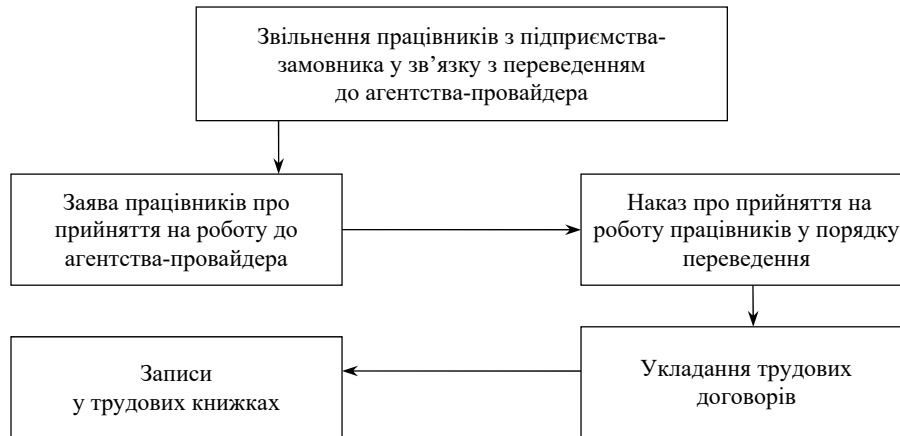 Звільнення працівників з підприємства-
замовника у зв’язку з переведенням
до агентства-провайдера
Заява працівників про
прийняття на роботу до
агентства-провайдера
Наказ про прийняття на
роботу працівників у порядку
переведення
Укладання трудових
договорів
Записи
у трудових книжках